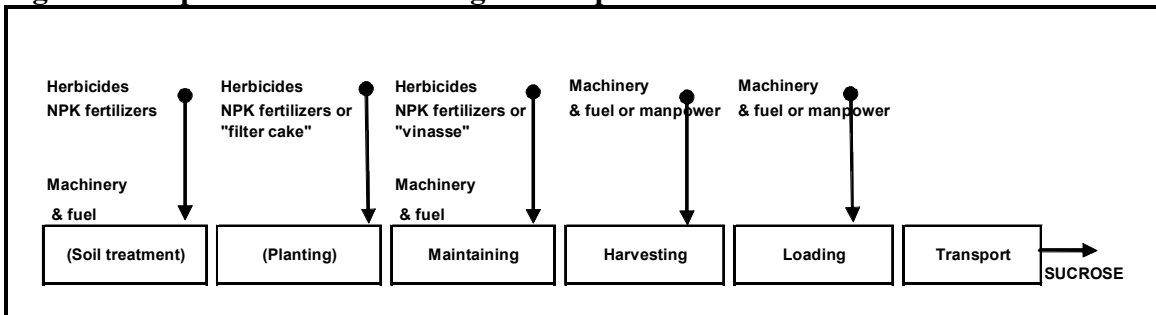 Herbicides
NPK fertilizers
Machinery
& fuel
Herbicides
NPK fertilizers or
"filter cake"
Herbicides
NPK fertilizers or
"vinasse"
Machinery
& fuel
Machinery
& fuel or manpower
Machinery
& fuel or manpower
(Soil treatment)
(Planting)
Maintaining
Harvesting
Loading
Transport
SUCROSE